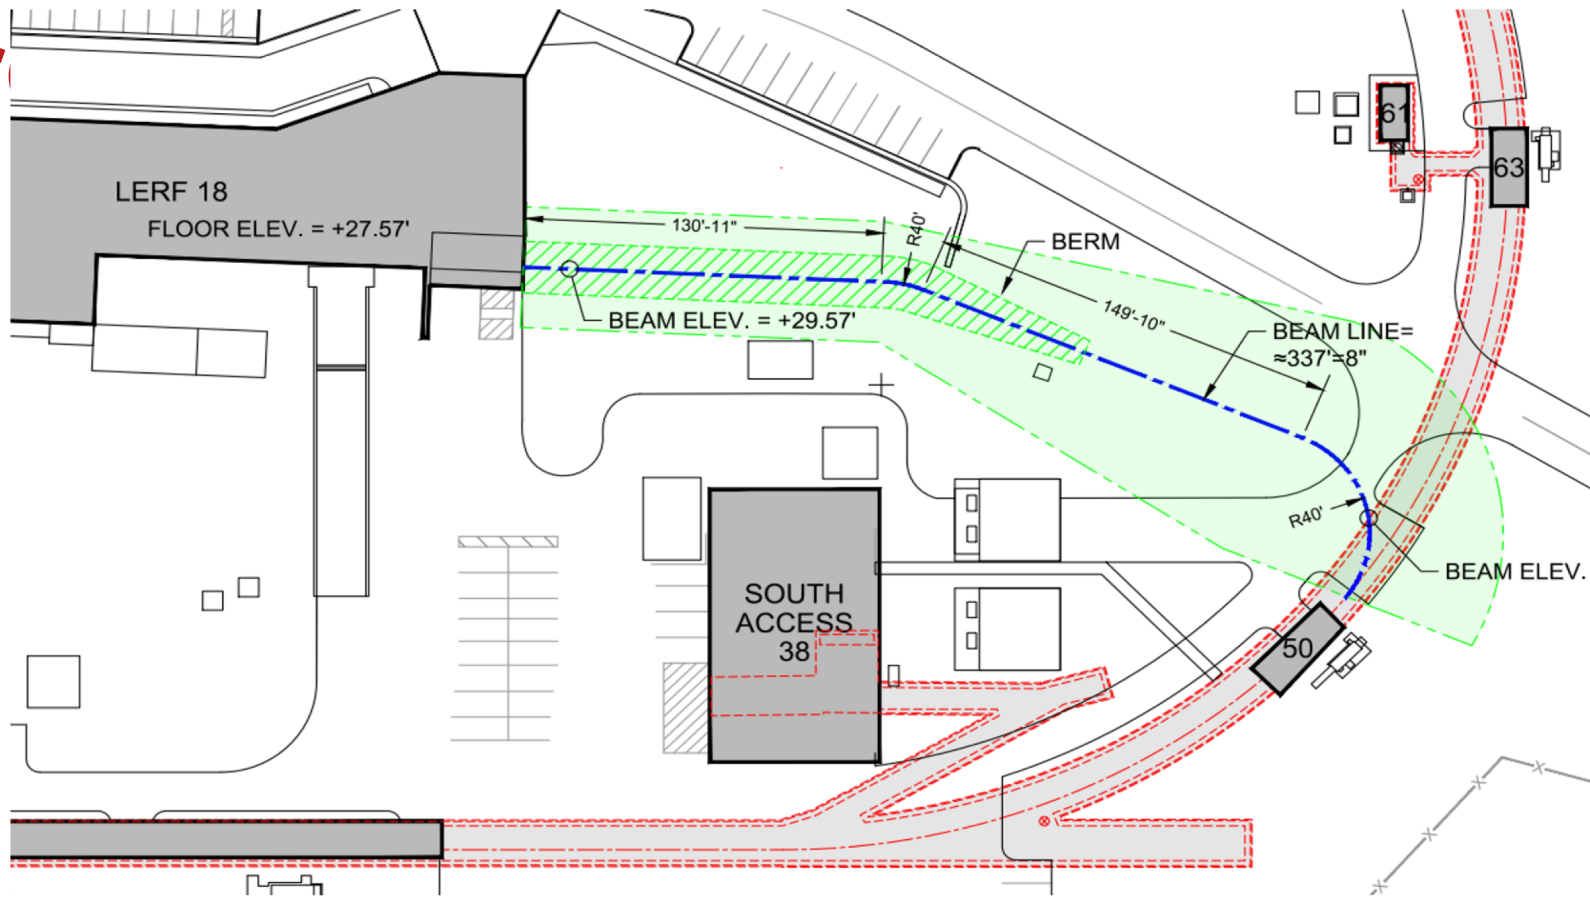 LERF 18
FLOOR ELEV. = +27.57'
130'-11"
R40'
BERM
61
63
149'-10"
BEAM ELEV. = +29.57'
BEAM LINE=
≈337'=8"
R40'
BEAM ELEV.
SOUTH
ACCESS
38
50